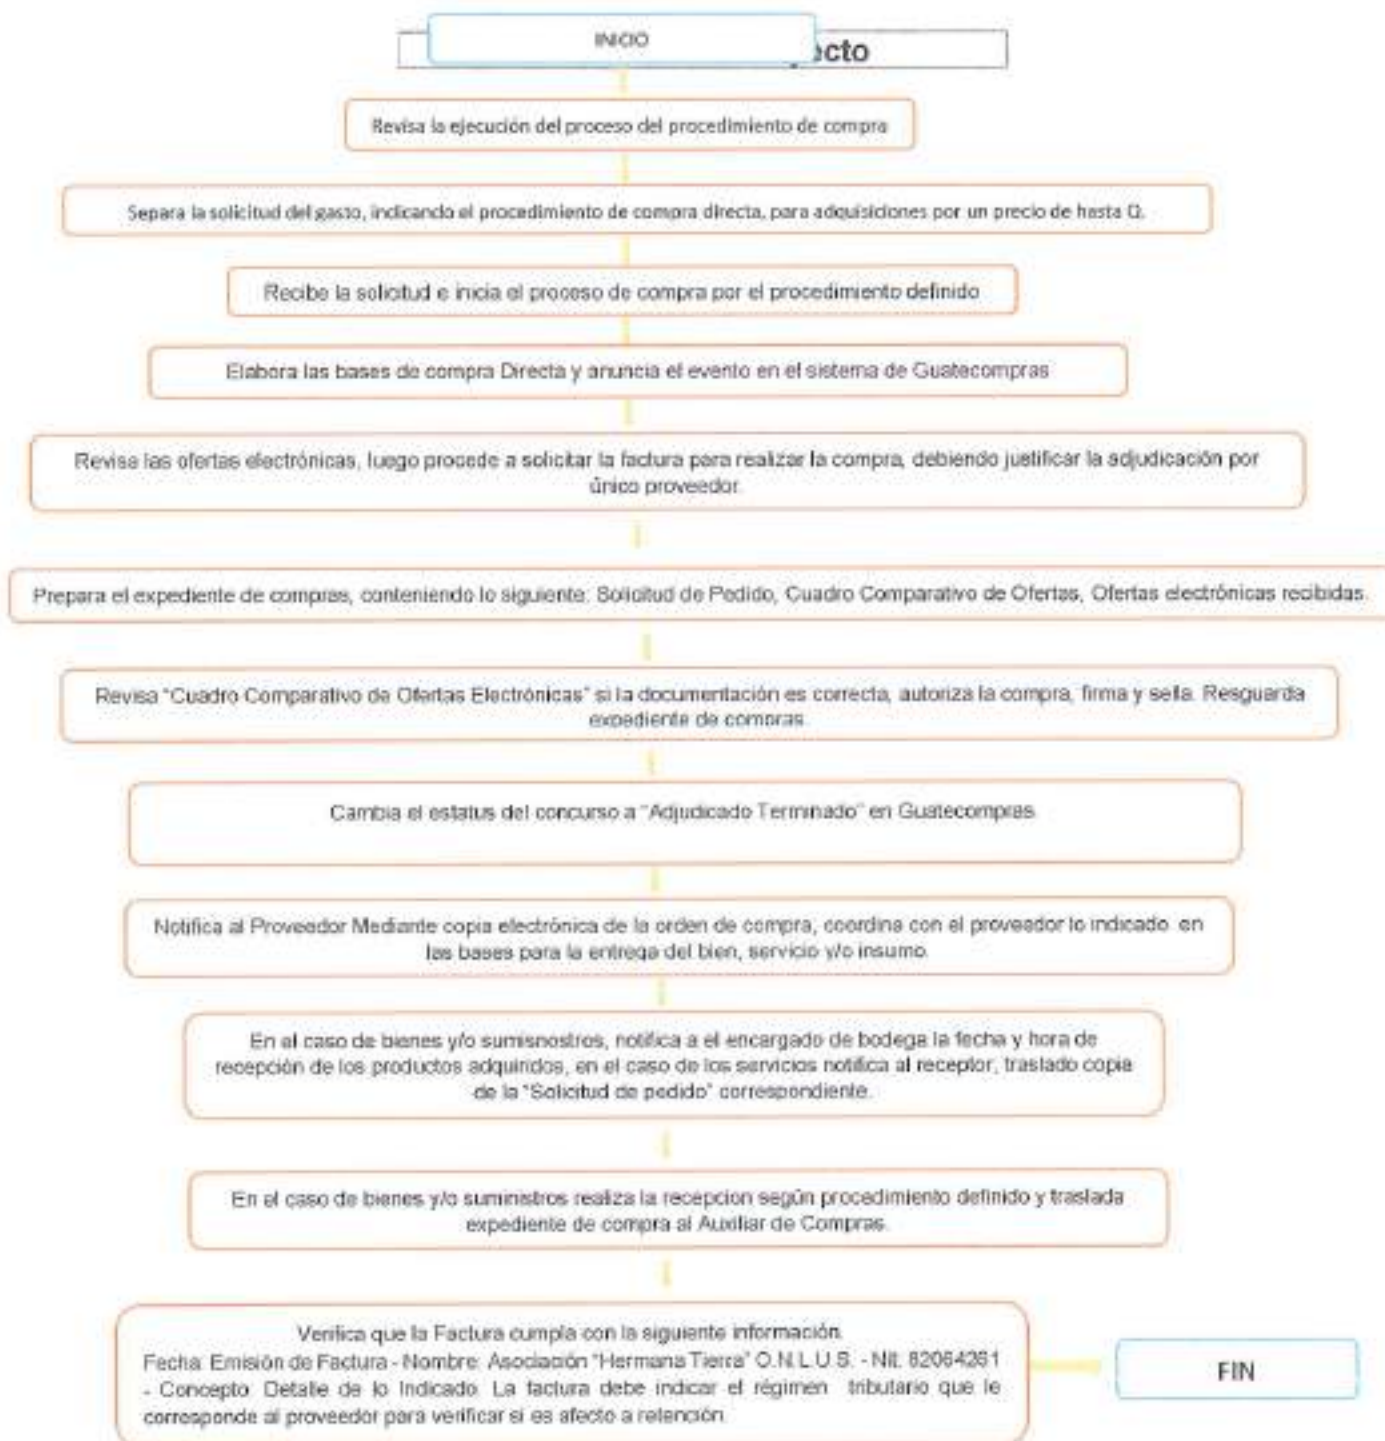 INICIO
yecto
Revisa la ejecución del proceso del procedimiento de compra
Separa la solicitud del gasto, indicando el procedimiento de compra directa, para adquisiciones por un precio de hasta Q.
Recibe la solicitud e inicia el proceso de compra por el procedimiento definido
Elabora las bases de compra Directa y anuncia el evento en el sistema de Guatecompras
Revisa las ofertas electrónicas, luego procede a solicitar la factura para realizar la compra, debiendo justificar la adjudicación por
único proveedor.
Prepara el expediente de compras, conteniendo lo siguiente: Solicitud de Pedido, Cuadro Comparativo de Ofertas, Ofertas electrónicas recibidas.
Revisa "Cuadro Comparativo de Ofertas Electrónicas" si la documentación es correcta, autoriza la compra, firma y sella. Resguarda
expediente de compras.
Cambia el estatus del concurso a "Adjudicado Terminado" en Guatecompras.
Notifica al Proveedor Mediante copia electrónica de la orden de compra, coordina con el proveedor lo indicado en
las bases para la entrega del bien, servicio y/o insumo.
En el caso de bienes y/o sumisnostros, notifica a el encargado de bodega la fecha y hora de
recepción de los productos adquiridos, en el caso de los servicios notifica al receptor, traslado copia
de la "Solicitud de pedido" correspondiente.
En el caso de bienes y/o suministros realiza la recepcion según procedimiento definido y traslada
expediente de compra al Auxiliar de Compras.
Verifica que la Factura cumpla con la siguiente información.
Fecha: Emisión de Factura - Nombre: Asociación "Hermana Tierra" O.N.L.U.S. - Nit: 82064261
- Concepto: Detalle de lo Indicado. La factura debe indicar el régimen tributario que le
corresponde al proveedor para verificar si es afecto a retención.
FIN